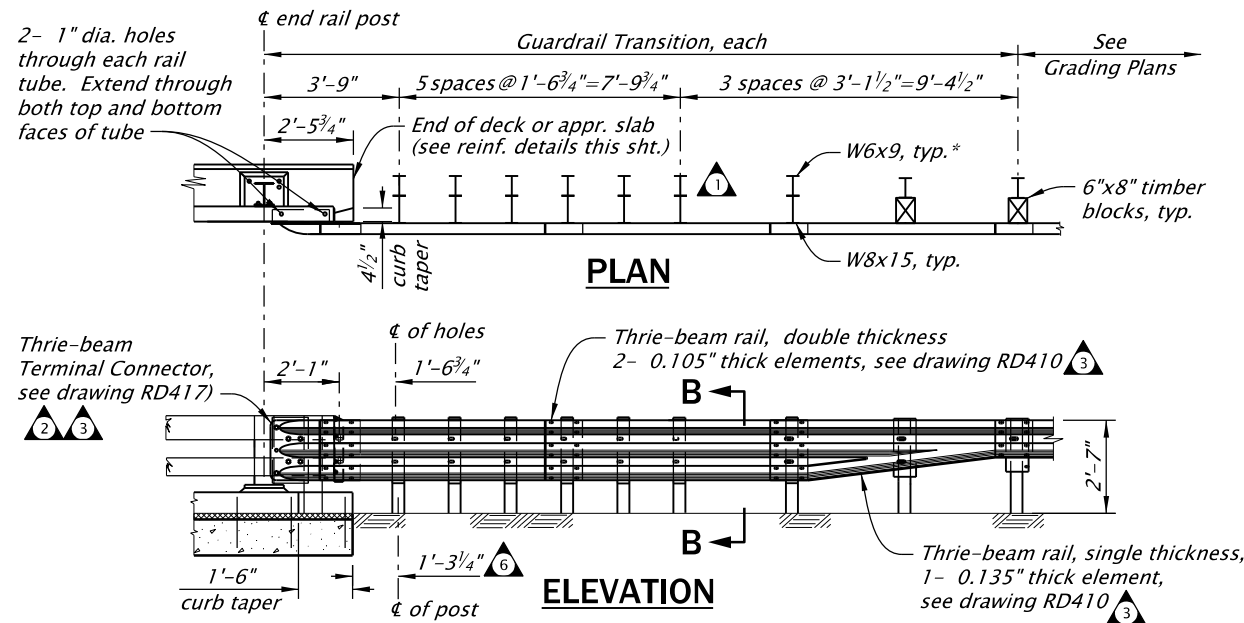 ℄ end rail post
2- 1" dia. holes
through each rail
tube. Extend through
both top and bottom
faces of tube
Guardrail Transition, each
See
Grading Plans
3'-9"
5 spaces @ 1'-6¾"=7'-9¾"
3 spaces @ 3'-1½"=9'-4½"
2'-5¾"
End of deck or appr. slab
(see reinf. details this sht.)
1
W6x9, typ.*
6"x8" timber
blocks, typ.
4½"
curb
taper
W8x15, typ.
PLAN
Thrie-beam
Terminal Connector,
see drawing RD417)
2 3
2'-1"
℄ of holes
1'-6¾"
Thrie-beam rail, double thickness
2- 0.105" thick elements, see drawing RD410
3
B
2'-7"
B
1'-6"
curb taper
1'-3¼"
6
℄ of post
ELEVATION
Thrie-beam rail, single thickness,
1- 0.135" thick element,
see drawing RD410
3